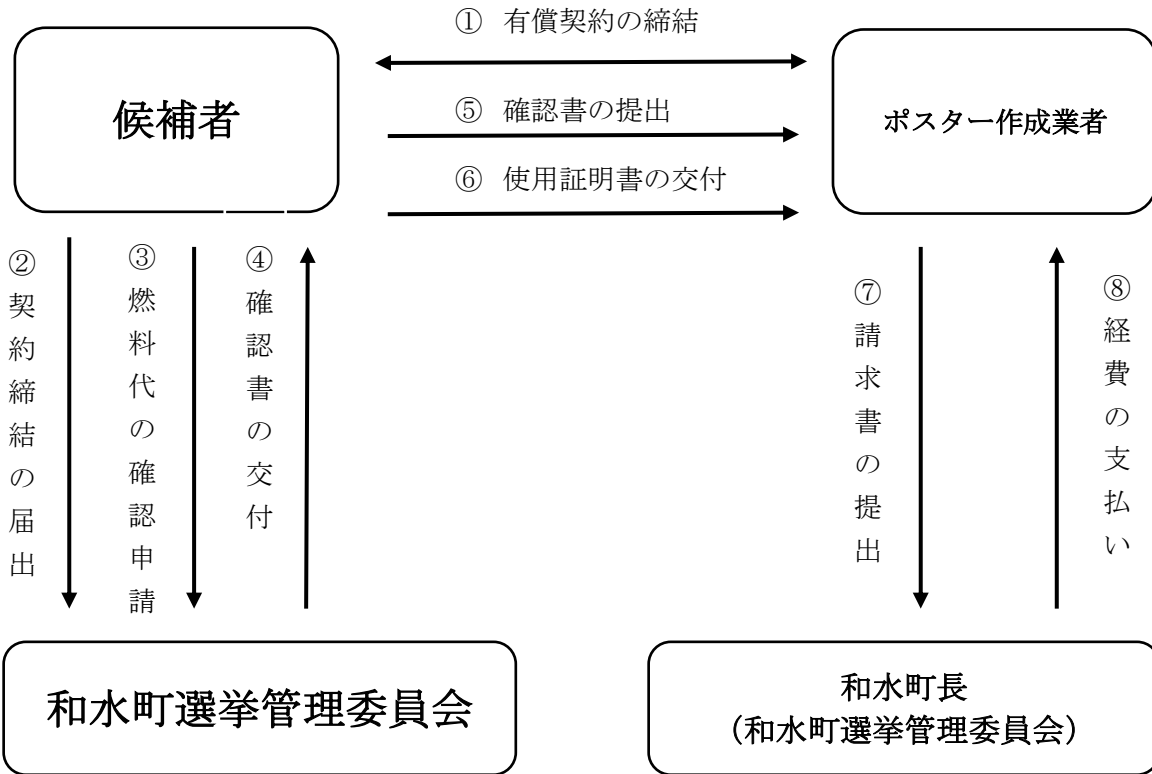 ① 有償契約の締結
候補者
⑤ 確認書の提出
ポスター作成業者
⑥ 使用証明書の交付
②契約締結の届出
③燃料代の確認申請
④確認書の交付
⑦請求書の提出
⑧経費の支払い
和水町選挙管理委員会
和水町長
(和水町選挙管理委員会)